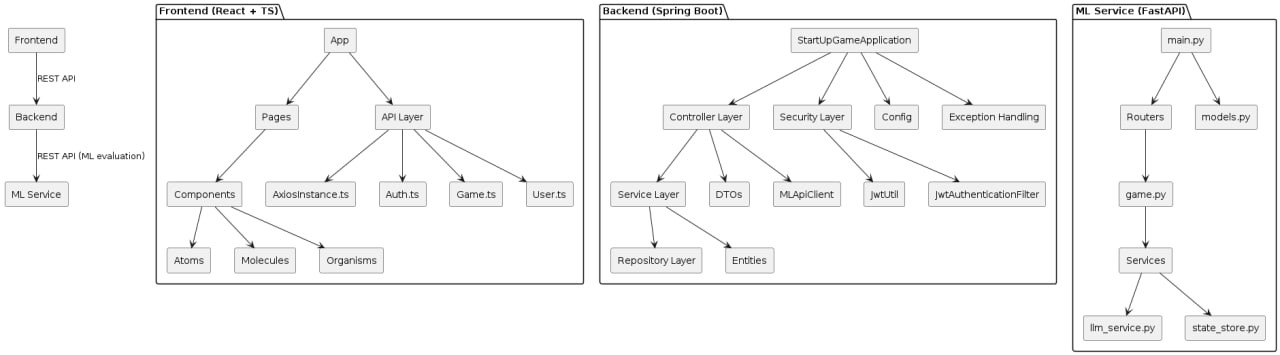 Frontend
REST API
Backend
REST API (ML evaluation)
ML Service
Frontend (React + TS)
App
Pages
API Layer
Components
AxiosInstance.ts
Auth.ts
Game.ts
User.ts
Atoms
Molecules
Organisms
Backend (Spring Boot)
StartUpGameApplication
Controller Layer
Security Layer
Config
Exception Handling
Service Layer
DTOs
MLApiClient
JwtUtil
JwtAuthenticationFilter
Repository Layer
Entities
ML Service (FastAPI)
main.py
Routers
models.py
game.py
Services
llm_service.py
state_store.py